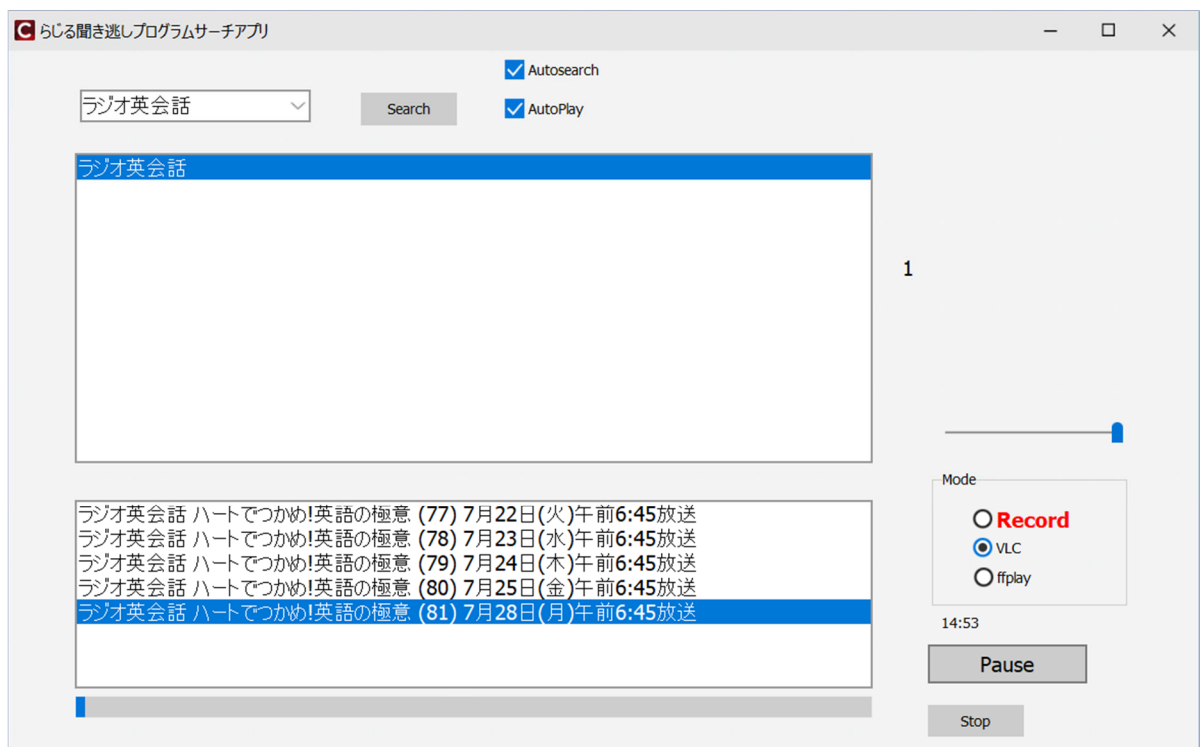 C らじる聞き逃しプログラムサーチアプリ
Autosearch
ラジオ英会話
Search
AutoPlay
ラジオ英会話
1
Mode
Record
VLC
ffplay
ラジオ英会話 ハートでつかめ!英語の極意 (77) 7月22日(火)午前6:45放送
ラジオ英会話 ハートでつかめ!英語の極意 (78) 7月23日(水)午前6:45放送
ラジオ英会話 ハートでつかめ!英語の極意 (79) 7月24日(木)午前6:45放送
ラジオ英会話 ハートでつかめ!英語の極意 (80) 7月25日(金)午前6:45放送
ラジオ英会話 ハートでつかめ!英語の極意 (81) 7月28日(月)午前6:45放送
14:53
Pause
Stop